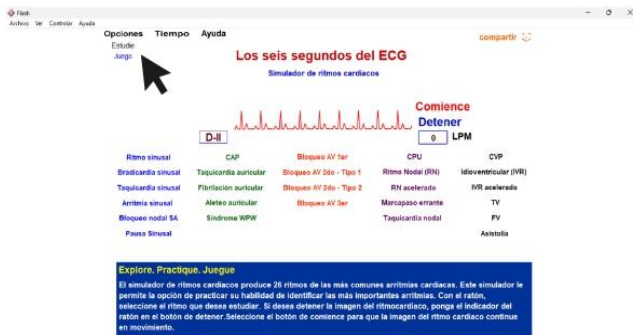 Flash
Archivo Ver Controlar Ayuda
Opciones Tiempo Ayuda
compartir
Estudie
Juego
Los seis segundos del ECG
Simulador de ritmos cardíacos
Comience
Detener
D-II
0 LPM
Ritmo sinusal CAP Bloqueo AV 1er CPU CVP
Bradicardia sinusal Taquicardia auricular Bloqueo AV 2do - Tipo 1 Ritmo Nodal (RN) Idioventricular (IVR)
Taquicardia sinusal Fibrilación auricular Bloqueo AV 2do - Tipo 2 RN acelerado IVR acelerado
Arritmia sinusal Aleteo auricular Bloqueo AV 3er Marcapaso errante TV
Bloqueo nodal SA Síndrome WPW Taquicardia nodal FV
Pausa Sinusal Asistolia
Explore. Practique. Juegue
El simulador de ritmos cardíacos produce 26 ritmos de las más comunes arritmias cardíacas. Este simulador le
permite la opción de practicar su habilidad de identificar las más importantes arritmias. Con el ratón,
seleccione el ritmo que desea estudiar. Si desea detener la imagen del ritmocardíaco, ponga el indicador del
ratón en el botón de detener.Seleccione el botón de comience para que la imagen del ritmo cardíaco continue
en movimiento.